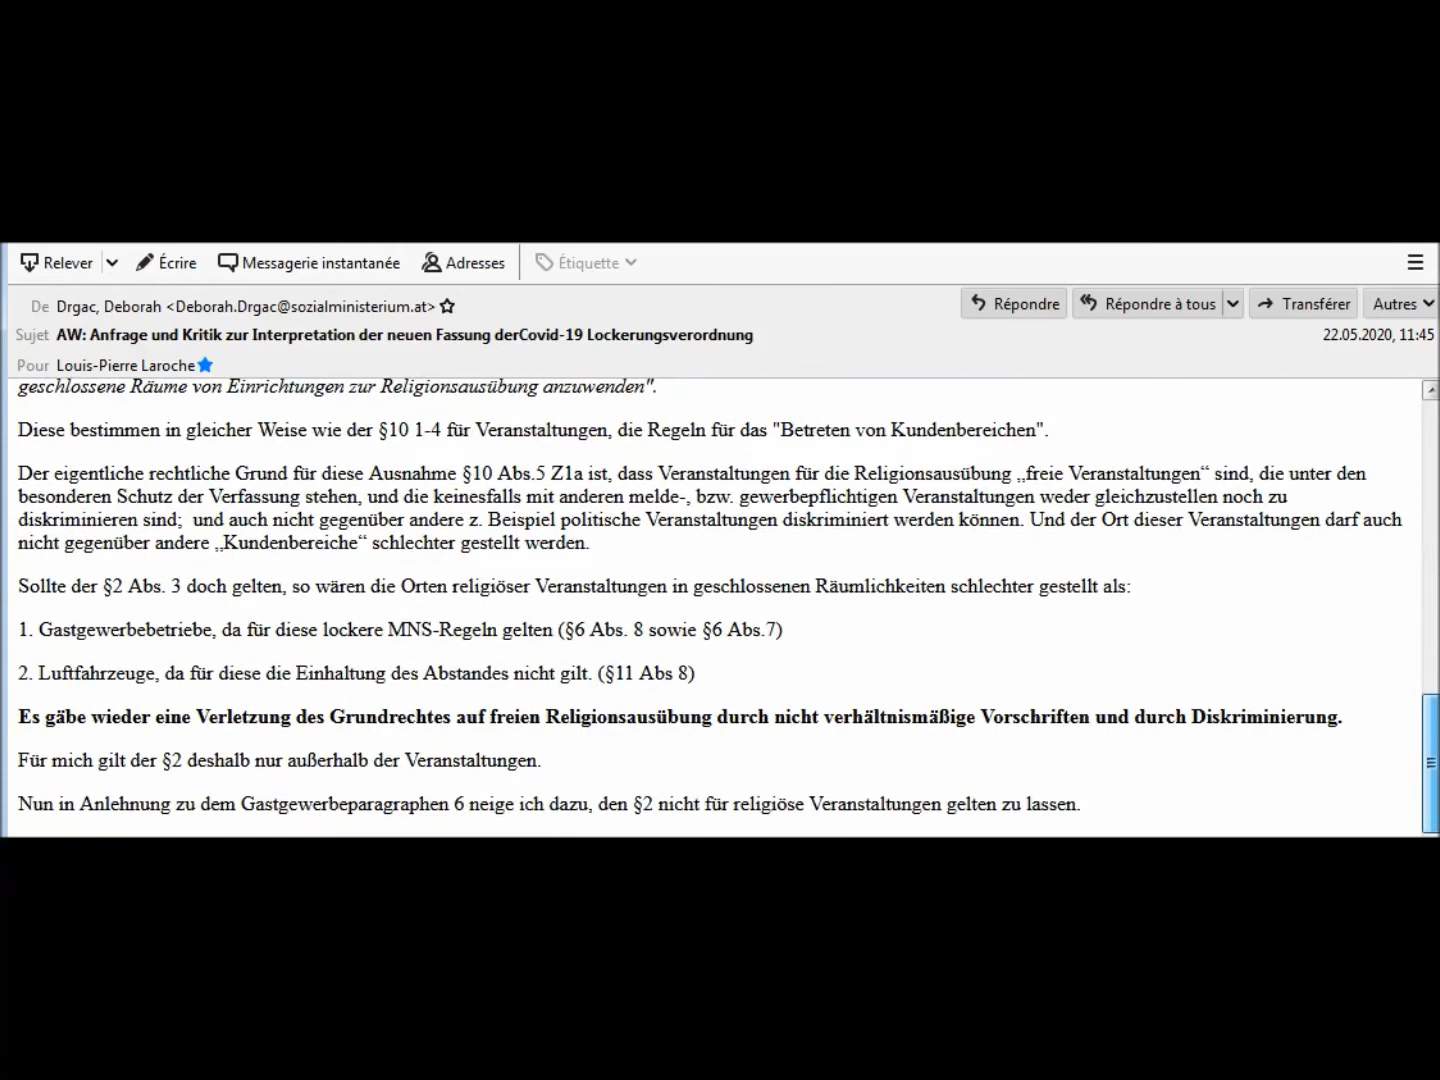 Relever Écrire Messagerie instantanée Adresses Étiquette
De Drgac, Deborah <Deborah.Drgac@sozialministerium.at> Répondre Répondre à tous Transférer Autres
Sujet AW: Anfrage und Kritik zur Interpretation der neuen Fassung derCovid-19 Lockerungsverordnung 22.05.2020, 11:45
Pour Louis-Pierre Laroche
geschlossene Räume von Einrichtungen zur Religionsausübung anzuwenden".
Diese bestimmen in gleicher Weise wie der §10 1-4 für Veranstaltungen, die Regeln für das "Betreten von Kundenbereichen".
Der eigentliche rechtliche Grund für diese Ausnahme §10 Abs.5 Z1a ist, dass Veranstaltungen für die Religionsausübung „freie Veranstaltungen“ sind, die unter den
besonderen Schutz der Verfassung stehen, und die keinesfalls mit anderen melde-, bzw. gewerbepflichtigen Veranstaltungen weder gleichzustellen noch zu
diskriminieren sind;  und auch nicht gegenüber andere z. Beispiel politische Veranstaltungen diskriminiert werden können. Und der Ort dieser Veranstaltungen darf auch
nicht gegenüber andere „Kundenbereiche“ schlechter gestellt werden.
Sollte der §2 Abs. 3 doch gelten, so wären die Orten religiöser Veranstaltungen in geschlossenen Räumlichkeiten schlechter gestellt als:
1. Gastgewerbebetriebe, da für diese lockere MNS-Regeln gelten (§6 Abs. 8 sowie §6 Abs.7)
2. Luftfahrzeuge, da für diese die Einhaltung des Abstandes nicht gilt. (§11 Abs 8)
Es gäbe wieder eine Verletzung des Grundrechtes auf freien Religionsausübung durch nicht verhältnismäßige Vorschriften und durch Diskriminierung.
Für mich gilt der §2 deshalb nur außerhalb der Veranstaltungen.
Nun in Anlehnung zu dem Gastgewerbeparagraphen 6 neige ich dazu, den §2 nicht für religiöse Veranstaltungen gelten zu lassen.